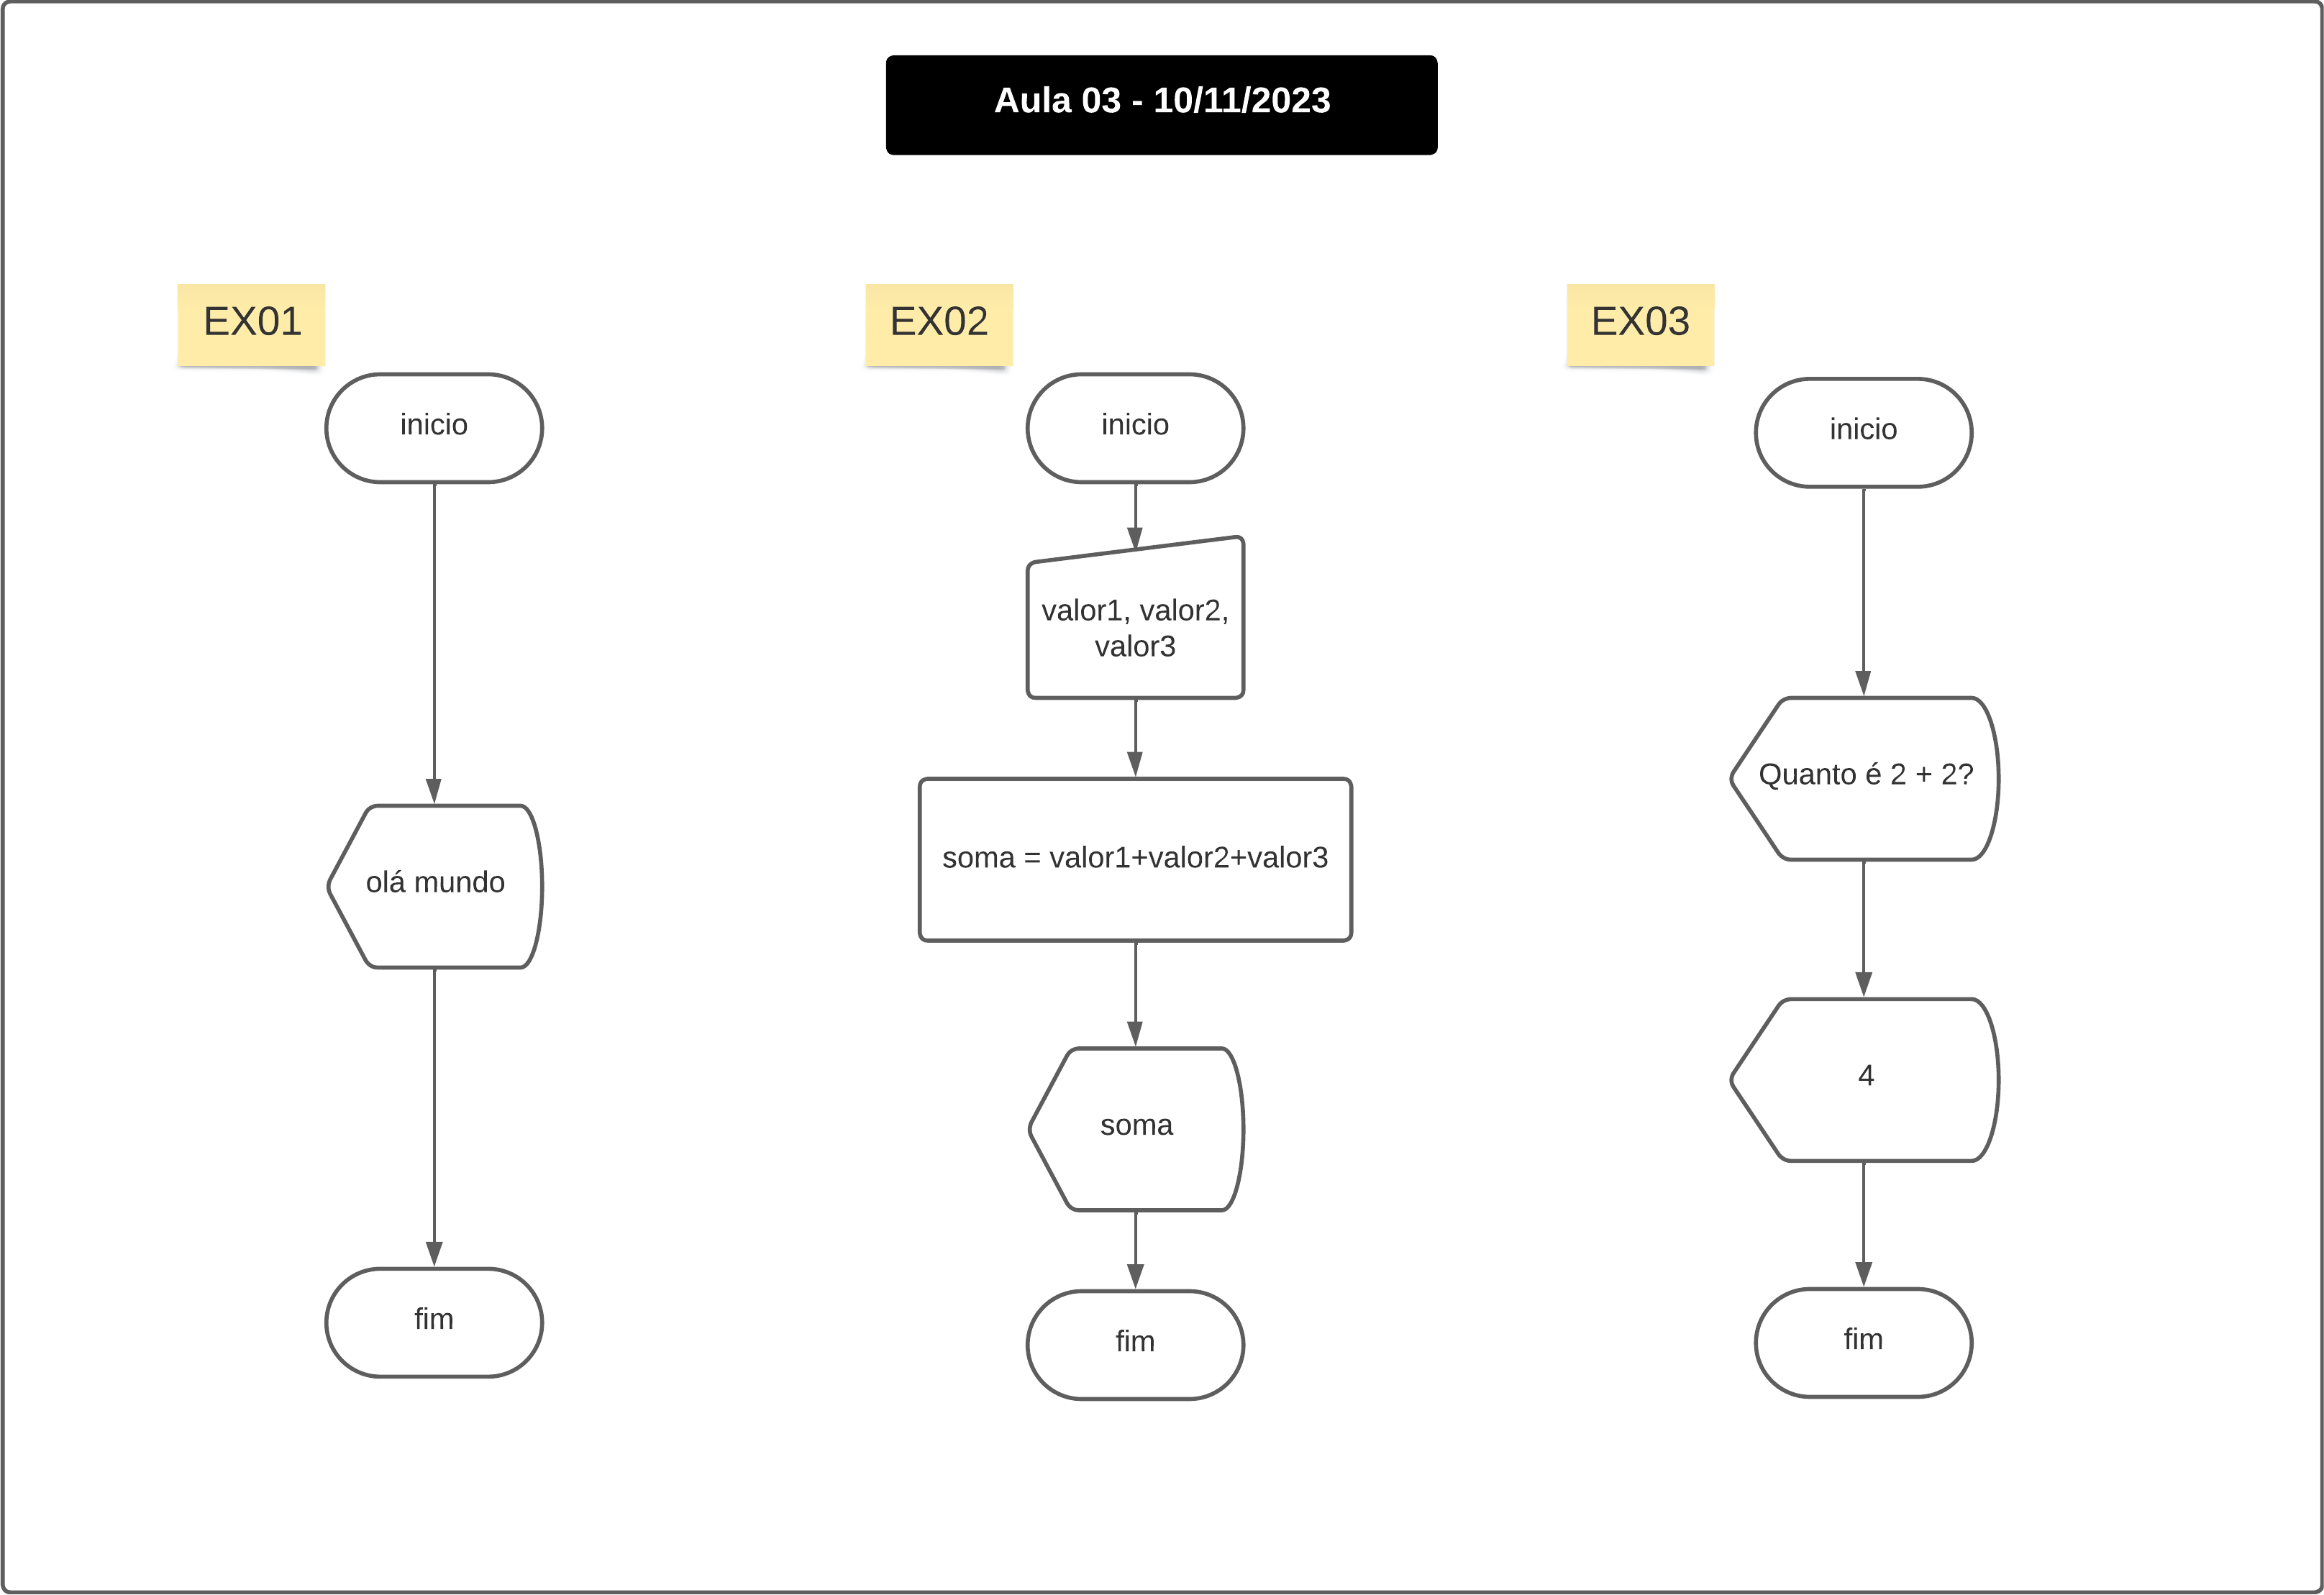 Aula 03 - 10/11/2023
EX01
inicio
olá mundo
fim
EX02
inicio
valor1, valor2,
valor3
soma = valor1+valor2+valor3
soma
fim
EX03
inicio
Quanto é 2 + 2?
4
fim